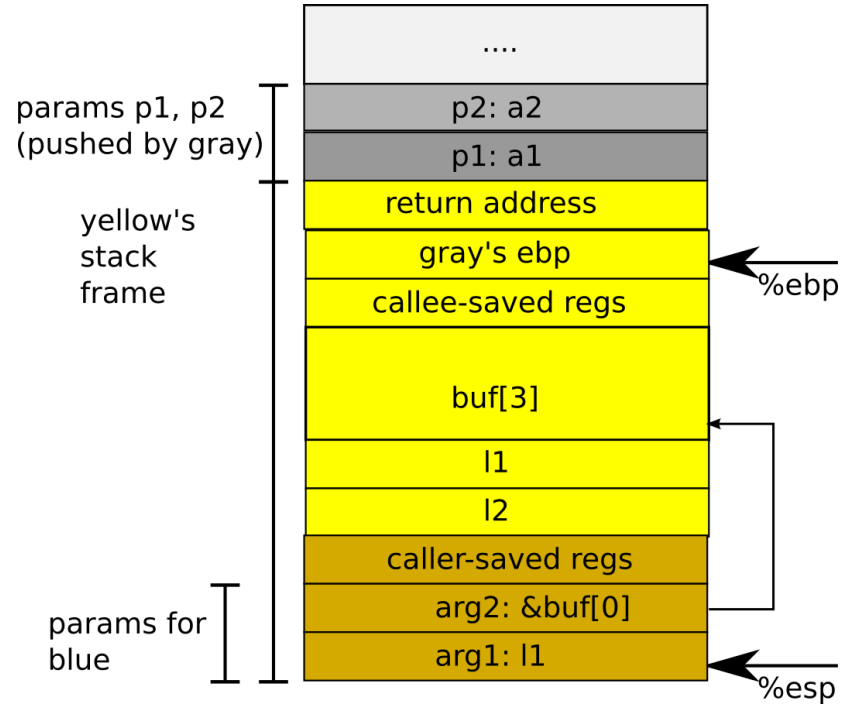 ....
params p1, p2
(pushed by gray)
p2: a2
p1: a1
yellow's
stack
frame
return address
gray's ebp
%ebp
callee-saved regs
buf[3]
l1
l2
caller-saved regs
params for
blue
arg2: &buf[0]
arg1: l1
%esp